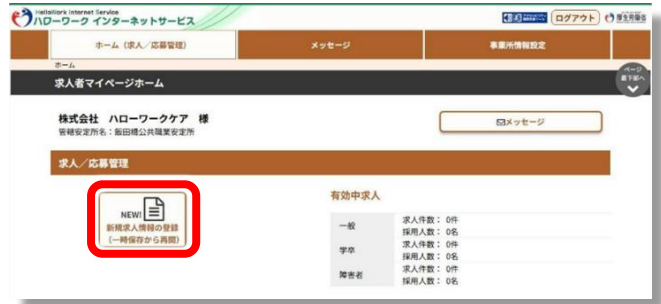 HelloWork Internet Service
ハローワーク インターネットサービス
ログアウト
厚生労働省
ホーム（求人／応募管理）
メッセージ
事業所情報設定
ホーム
ページ
最下部へ
求人者マイページホーム
株式会社　ハローワークケア　様
管轄安定所名：飯田橋公共職業安定所
メッセージ
求人／応募管理
NEW!
新規求人情報の登録
（一時保存から再開）
有効中求人
一般
求人件数： 0件
採用人数： 0名
学卒
求人件数： 0件
採用人数： 0名
障害者
求人件数： 0件
採用人数： 0名